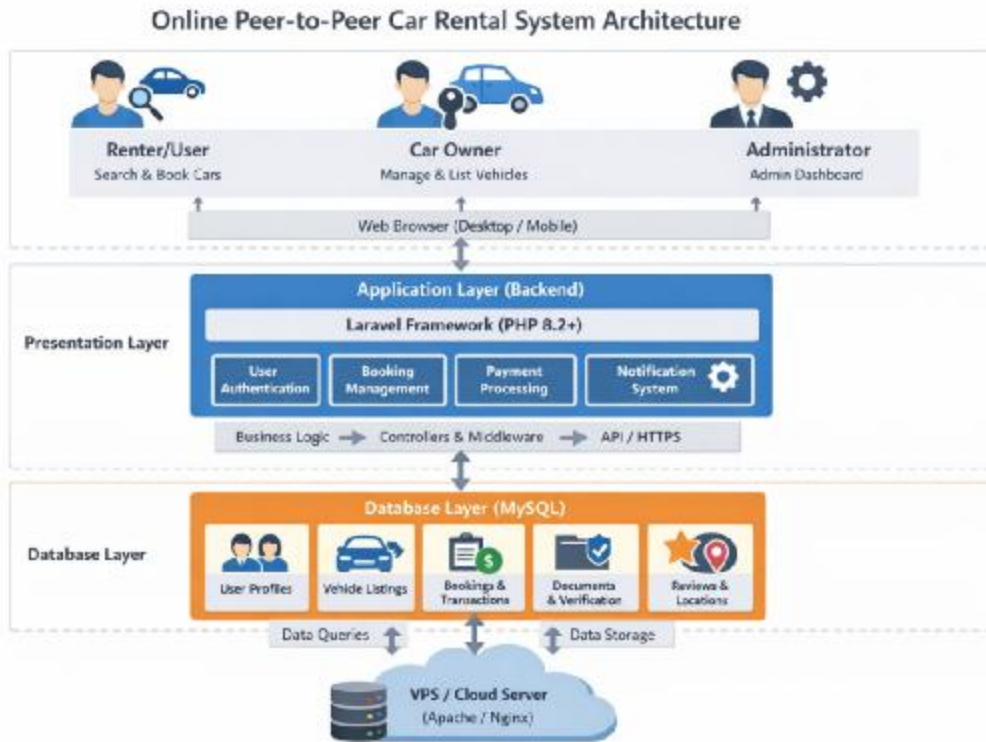 Online Peer-to-Peer Car Rental System Architecture
Renter/User
Search & Book Cars
Car Owner
Manage & List Vehicles
Administrator
Admin Dashboard
Web Browser (Desktop / Mobile)
Presentation Layer
Application Layer (Backend)
Laravel Framework (PHP 8.2+)
User
Authentication
Booking
Management
Payment
Processing
Notification
System
Business Logic
Controllers & Middleware
API / HTTPS
Database Layer
Database Layer (MySQL)
User Profiles
Vehicle Listings
$
Bookings &
Transactions
Documents
& Verification
Reviews &
Locations
Data Queries
Data Storage
VPS / Cloud Server
(Apache / Nginx)